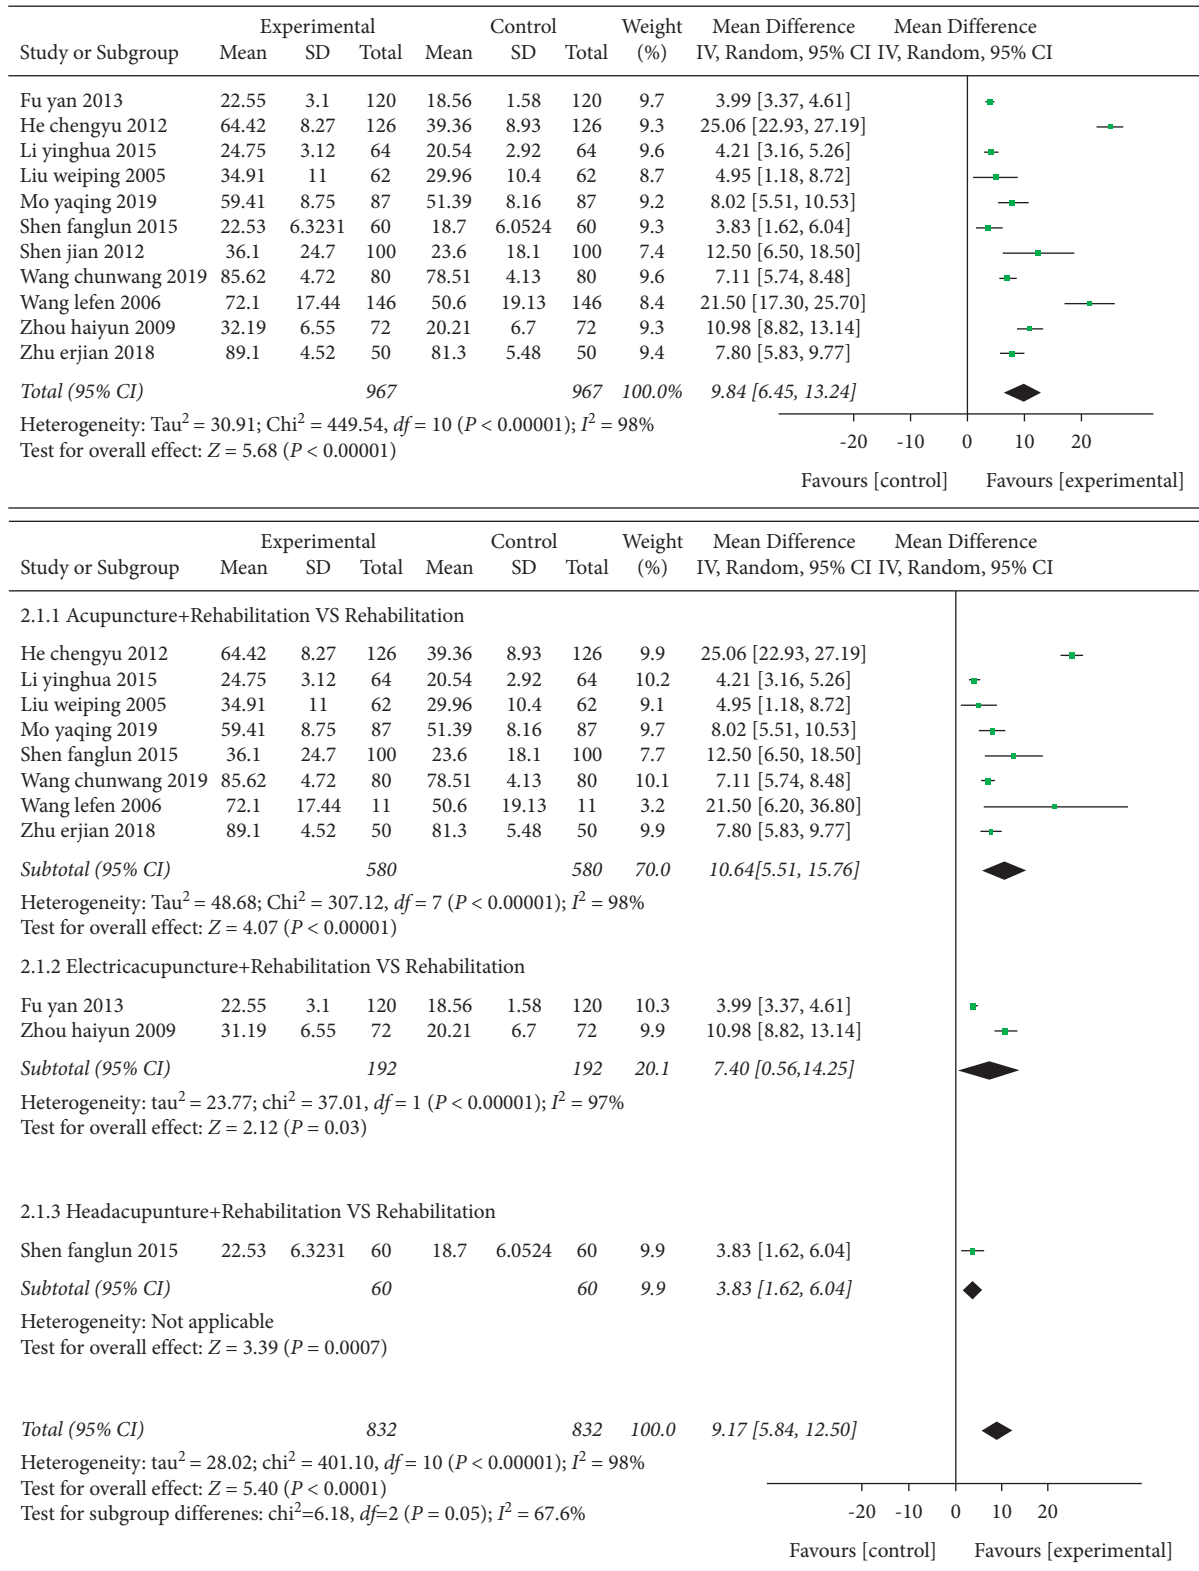 Experimental Control Weight Mean Difference Mean Difference
Study or Subgroup Mean SD Total Mean SD Total (%) IV, Random, 95% CI IV, Random, 95% CI
Fu yan 2013 22.55 3.1 120 18.56 1.58 120 9.7 3.99 [3.37, 4.61]
He chengyu 2012 64.42 8.27 126 39.36 8.93 126 9.3 25.06 [22.93, 27.19]
Li yinghua 2015 24.75 3.12 64 20.54 2.92 64 9.6 4.21 [3.16, 5.26]
Liu weiping 2005 34.91 11 62 29.96 10.4 62 8.7 4.95 [1.18, 8.72]
Mo yaqing 2019 59.41 8.75 87 51.39 8.16 87 9.2 8.02 [5.51, 10.53]
Shen fanglun 2015 22.53 6.3231 60 18.7 6.0524 60 9.3 3.83 [1.62, 6.04]
Shen jian 2012 36.1 24.7 100 23.6 18.1 100 7.4 12.50 [6.50, 18.50]
Wang chunwang 2019 85.62 4.72 80 78.51 4.13 80 9.6 7.11 [5.74, 8.48]
Wang lefen 2006 72.1 17.44 146 50.6 19.13 146 8.4 21.50 [17.30, 25.70]
Zhou haiyun 2009 32.19 6.55 72 20.21 6.7 72 9.3 10.98 [8.82, 13.14]
Zhu erjian 2018 89.1 4.52 50 81.3 5.48 50 9.4 7.80 [5.83, 9.77]
Total (95% CI) 967 967 100.0% 9.84 [6.45, 13.24]
Heterogeneity: Tau² = 30.91; Chi² = 449.54, df = 10 (P < 0.00001); I² = 98%
Test for overall effect: Z = 5.68 (P < 0.00001)
-20 -10 0 10 20
Favours [control] Favours [experimental]
Experimental Control Weight Mean Difference Mean Difference
Study or Subgroup Mean SD Total Mean SD Total (%) IV, Random, 95% CI IV, Random, 95% CI
2.1.1 Acupuncture+Rehabilitation VS Rehabilitation
He chengyu 2012 64.42 8.27 126 39.36 8.93 126 9.9 25.06 [22.93, 27.19]
Li yinghua 2015 24.75 3.12 64 20.54 2.92 64 10.2 4.21 [3.16, 5.26]
Liu weiping 2005 34.91 11 62 29.96 10.4 62 9.1 4.95 [1.18, 8.72]
Mo yaqing 2019 59.41 8.75 87 51.39 8.16 87 9.7 8.02 [5.51, 10.53]
Shen fanglun 2015 36.1 24.7 100 23.6 18.1 100 7.7 12.50 [6.50, 18.50]
Wang chunwang 2019 85.62 4.72 80 78.51 4.13 80 10.1 7.11 [5.74, 8.48]
Wang lefen 2006 72.1 17.44 11 50.6 19.13 11 3.2 21.50 [6.20, 36.80]
Zhu erjian 2018 89.1 4.52 50 81.3 5.48 50 9.9 7.80 [5.83, 9.77]
Subtotal (95% CI) 580 580 70.0 10.64[5.51, 15.76]
Heterogeneity: Tau² = 48.68; Chi² = 307.12, df = 7 (P < 0.00001); I² = 98%
Test for overall effect: Z = 4.07 (P < 0.00001)
2.1.2 Electricacupuncture+Rehabilitation VS Rehabilitation
Fu yan 2013 22.55 3.1 120 18.56 1.58 120 10.3 3.99 [3.37, 4.61]
Zhou haiyun 2009 31.19 6.55 72 20.21 6.7 72 9.9 10.98 [8.82, 13.14]
Subtotal (95% CI) 192 192 20.1 7.40 [0.56,14.25]
Heterogeneity: tau² = 23.77; chi² = 37.01, df = 1 (P < 0.00001); I² = 97%
Test for overall effect: Z = 2.12 (P = 0.03)
2.1.3 Headacupunture+Rehabilitation VS Rehabilitation
Shen fanglun 2015 22.53 6.3231 60 18.7 6.0524 60 9.9 3.83 [1.62, 6.04]
Subtotal (95% CI) 60 60 9.9 3.83 [1.62, 6.04]
Heterogeneity: Not applicable
Test for overall effect: Z = 3.39 (P = 0.0007)
Total (95% CI) 832 832 100.0 9.17 [5.84, 12.50]
Heterogeneity: tau² = 28.02; chi² = 401.10, df = 10 (P < 0.00001); I² = 98%
Test for overall effect: Z = 5.40 (P < 0.0001)
Test for subgroup differenes: chi²=6.18, df=2 (P = 0.05); I² = 67.6%
-20 -10 0 10 20
Favours [control] Favours [experimental]